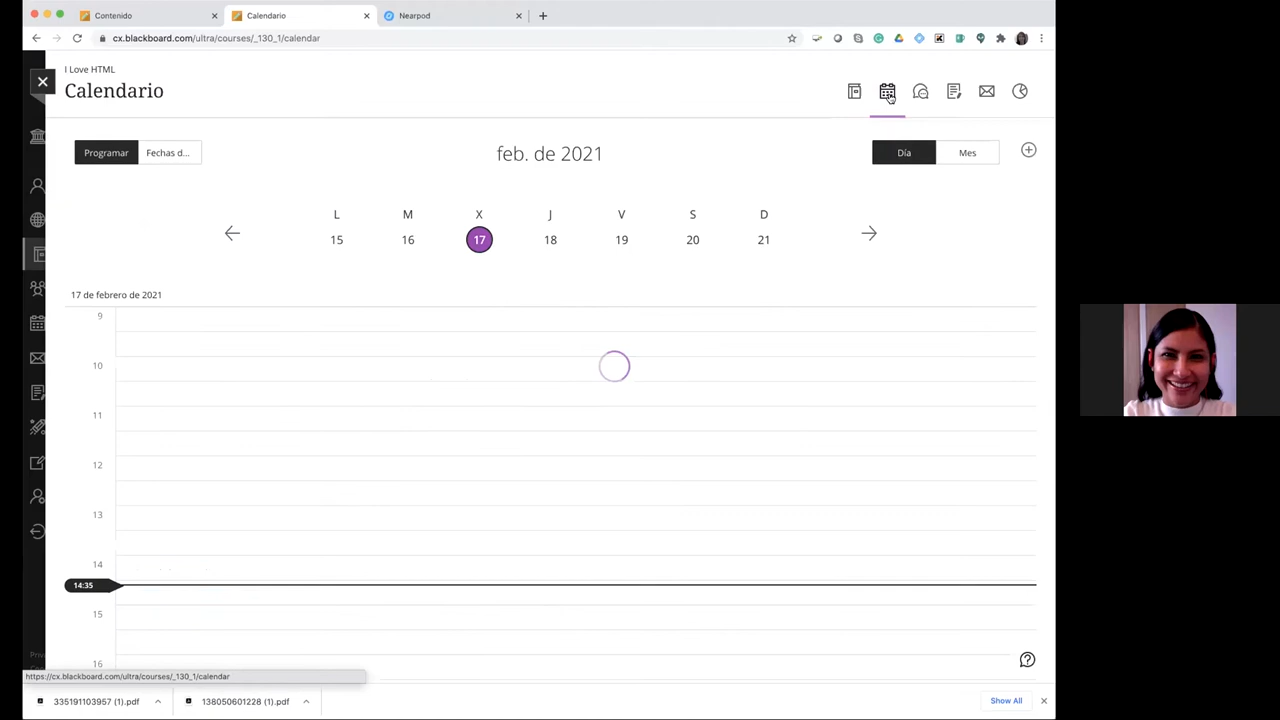 Contenido
Calendario
Nearpod
cx.blackboard.com/ultra/courses/_130_1/calendar
I Love HTML
Calendario
Programar
Fechas d...
feb. de 2021
Día
Mes
L M X J V S D
15 16 17 18 19 20 21
17 de febrero de 2021
9
10
11
12
13
14
14:35
15
16
https://cx.blackboard.com/ultra/courses/_130_1/calendar
335191103957 (1).pdf
138050601228 (1).pdf
Show All